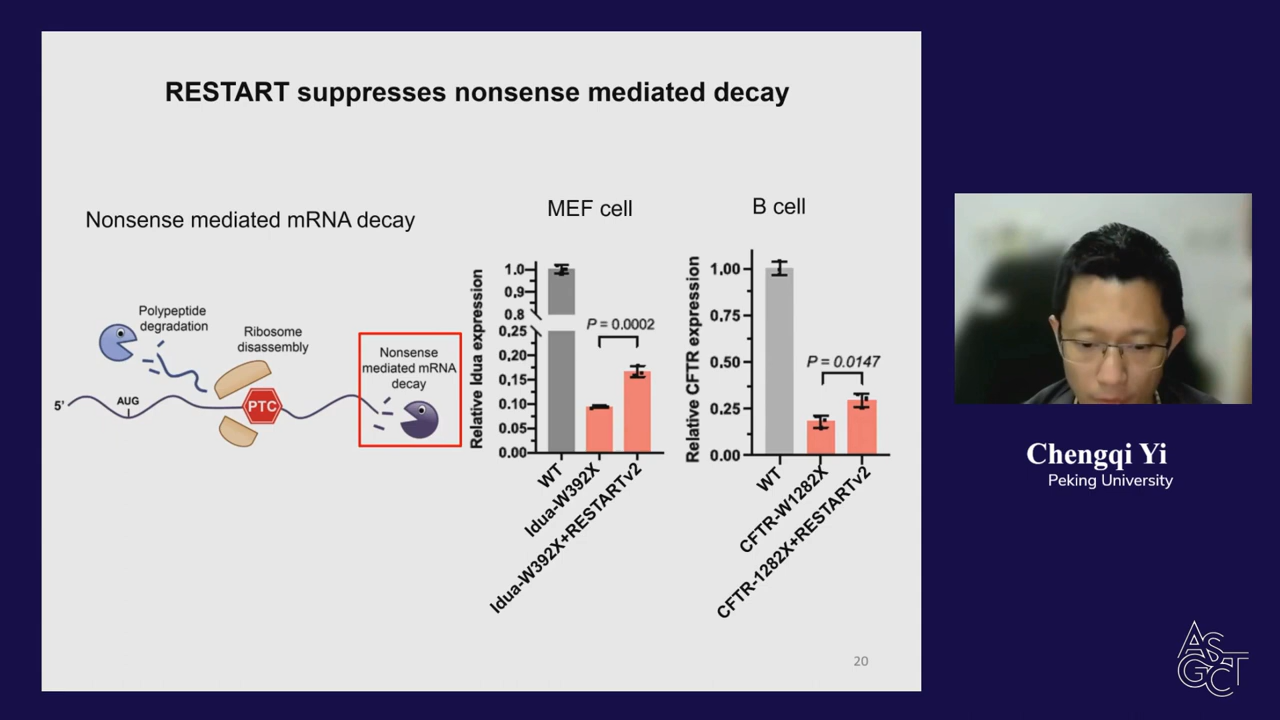 RESTART suppresses nonsense mediated decay
Nonsense mediated mRNA decay
Polypeptide
degradation
Ribosome
disassembly
Nonsense
mediated mRNA
decay
5’
AUG
PTC
MEF cell
Relative Idua expression
1.0
0.9
0.8
0.25
0.20
0.15
0.10
0.05
0.00
P = 0.0002
WT
Idua-W392X
Idua-W392X+RESTARTv2
B cell
Relative CFTR expression
1.00
0.75
0.50
0.25
0.00
P = 0.0147
WT
CFTR-W1282X
CFTR-1282X+RESTARTv2
20
Chengqi Yi
Peking University
ASGCT